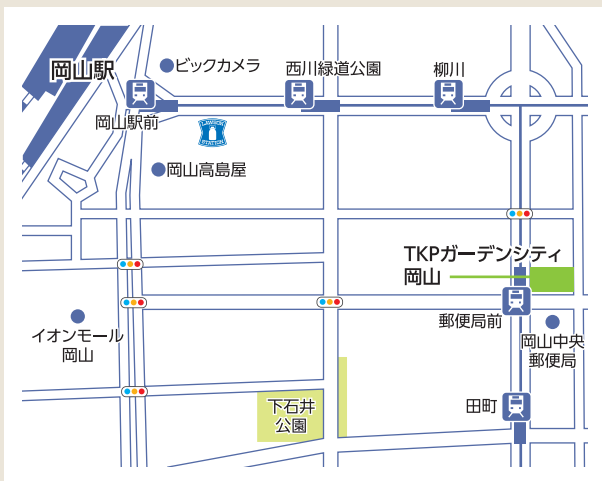 岡山駅
ビックカメラ
西川緑道公園
柳川
岡山駅前
LAWSON
STATION
岡山高島屋
TKPガーデンシティ
岡山
郵便局前
イオンモール
岡山
岡山中央
郵便局
下石井
公園
田町